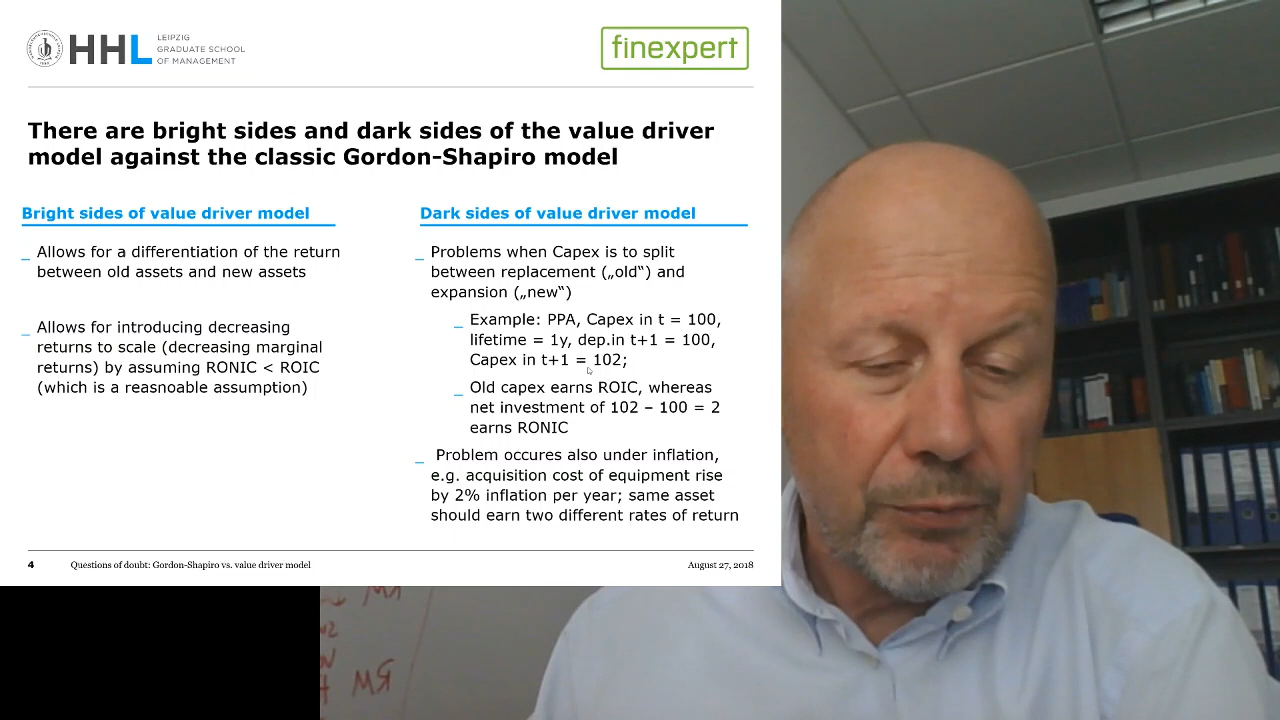 HHL
LEIPZIG
GRADUATE SCHOOL
OF MANAGEMENT
finexpert
There are bright sides and dark sides of the value driver
model against the classic Gordon-Shapiro model
Bright sides of value driver model
_ Allows for a differentiation of the return
between old assets and new assets
_ Allows for introducing decreasing
returns to scale (decreasing marginal
returns) by assuming RONIC < ROIC
(which is a reasnoable assumption)
Dark sides of value driver model
_ Problems when Capex is to split
between replacement („old“) and
expansion („new“)
_ Example: PPA, Capex in t = 100,
lifetime = 1y, dep.in t+1 = 100,
Capex in t+1 = 102;
_ Old capex earns ROIC, whereas
net investment of 102 – 100 = 2
earns RONIC
_ Problem occures also under inflation,
e.g. acquisition cost of equipment rise
by 2% inflation per year; same asset
should earn two different rates of return
4 Questions of doubt: Gordon-Shapiro vs. value driver model August 27, 2018